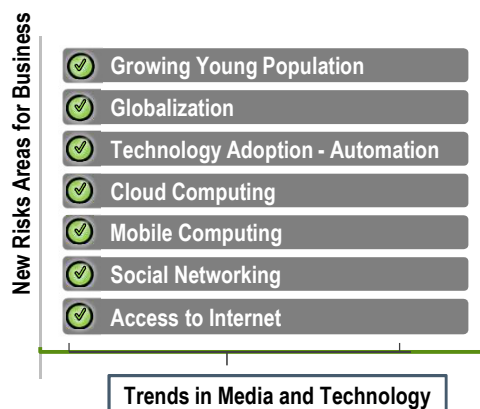 New Risks Areas for Business
Growing Young Population
Globalization
Technology Adoption - Automation
Cloud Computing
Mobile Computing
Social Networking
Access to Internet
Trends in Media and Technology